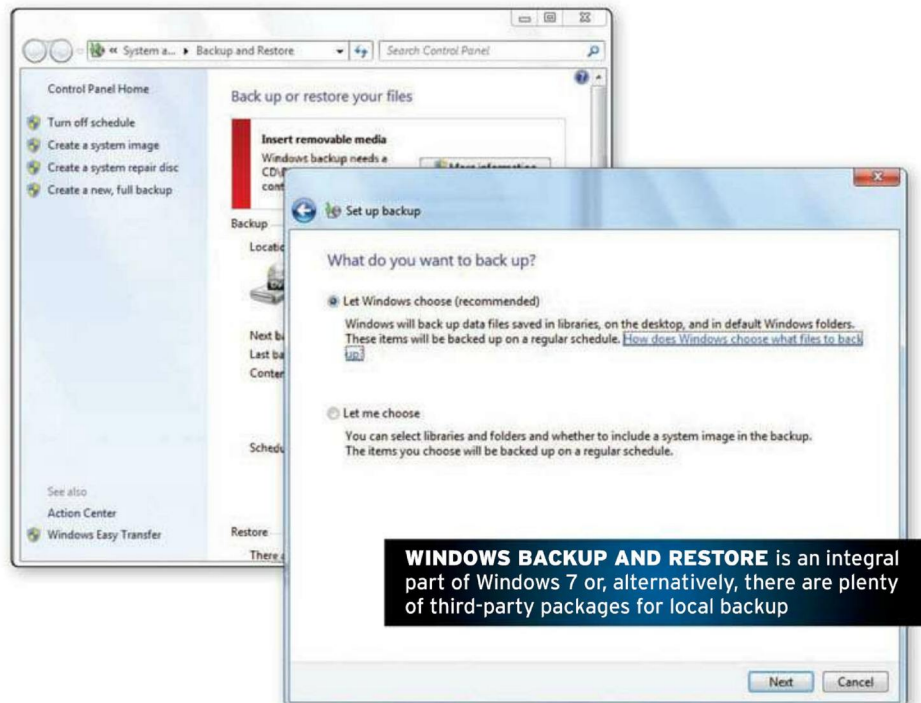 « System a... ▸ Backup and Restore
Search Control Panel
Control Panel Home
Turn off schedule
Create a system image
Create a system repair disc
Create a new, full backup
See also
Action Center
Windows Easy Transfer
Back up or restore your files
Insert removable media
Windows backup needs a
More information
Backup
Restore
There
Set up backup
What do you want to back up?
Let Windows choose (recommended)
Windows will back up data files saved in libraries, on the desktop, and in default Windows folders.
These items will be backed up on a regular schedule. How does Windows choose what files to back
up?
Let me choose
You can select libraries and folders and whether to include a system image in the backup.
The items you choose will be backed up on a regular schedule.
WINDOWS BACKUP AND RESTORE is an integral
part of Windows 7 or, alternatively, there are plenty
of third-party packages for local backup
Next
Cancel